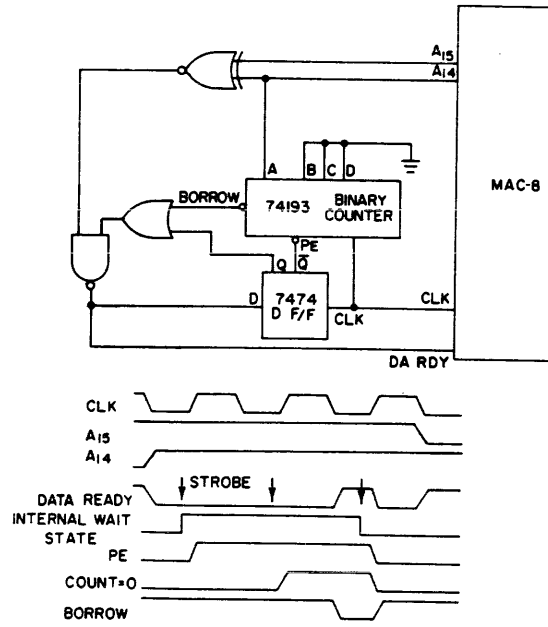 A15
A14
MAC-8
A B C D
BORROW
74193 BINARY
COUNTER
PE
Q Q
D 7474
D F/F
CLK
CLK
DA RDY
CLK
A15
A14
STROBE
DATA READY
INTERNAL WAIT
STATE
PE
COUNT=0
BORROW